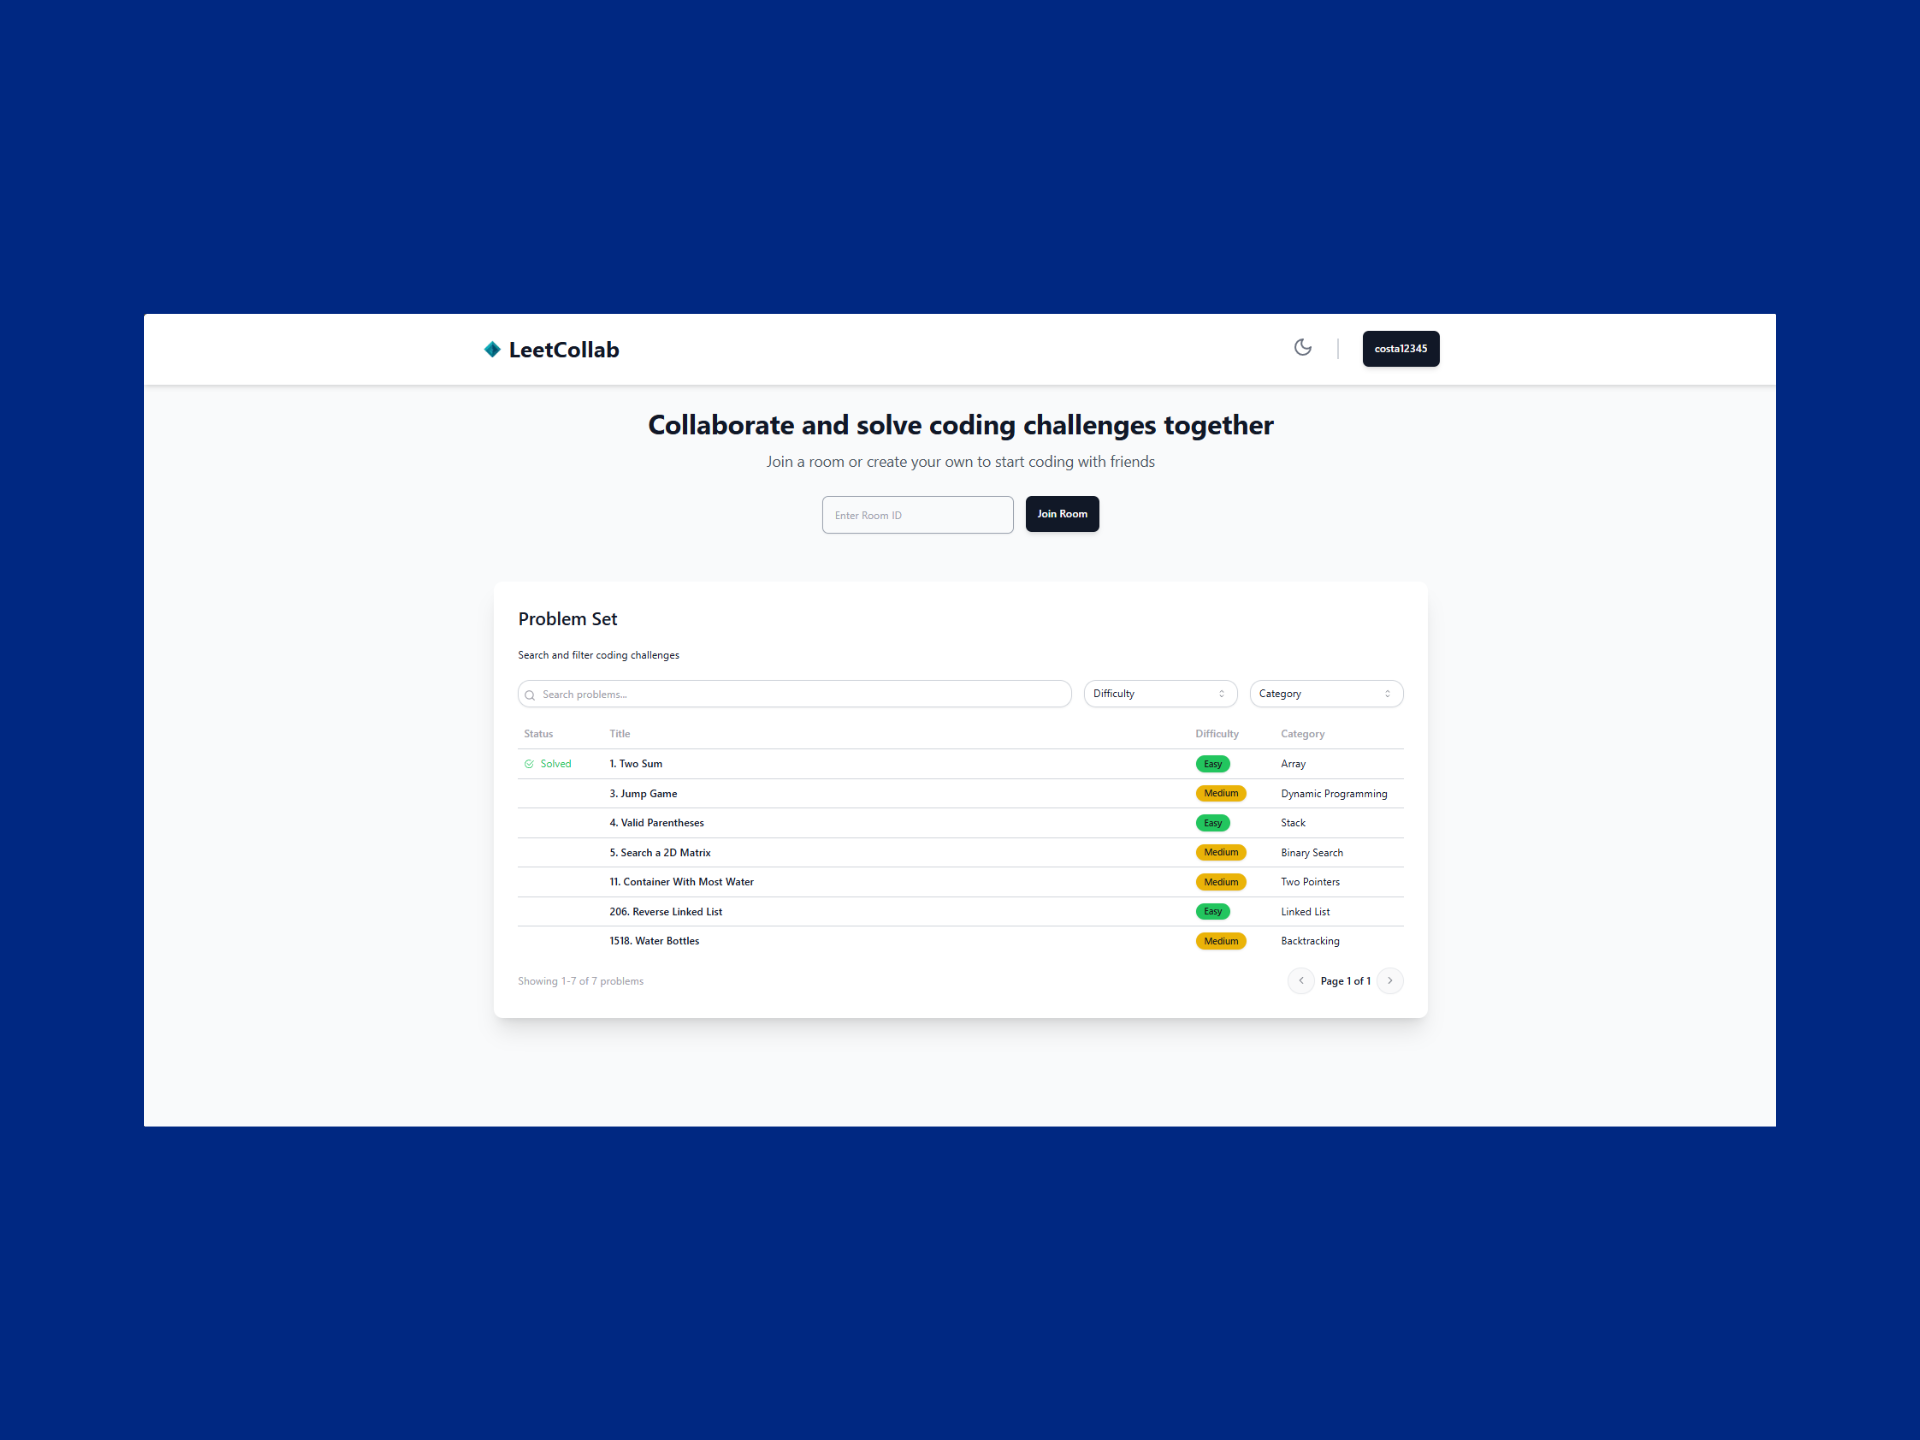 LeetCollab
costa12345
Collaborate and solve coding challenges together
Join a room or create your own to start coding with friends
Enter Room ID
Join Room
Problem Set
Search and filter coding challenges
Search problems...
Difficulty
Category
Status Title Difficulty Category
Solved 1. Two Sum Easy Array
3. Jump Game Medium Dynamic Programming
4. Valid Parentheses Easy Stack
5. Search a 2D Matrix Medium Binary Search
11. Container With Most Water Medium Two Pointers
206. Reverse Linked List Easy Linked List
1518. Water Bottles Medium Backtracking
Showing 1-7 of 7 problems
Page 1 of 1